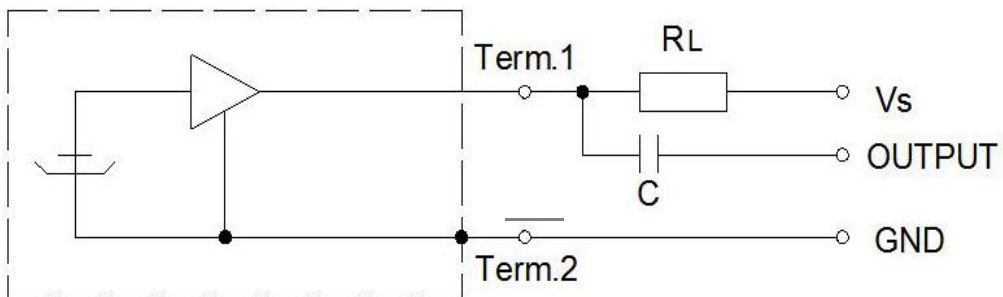 Term.1
RL
Vs
OUTPUT
C
GND
Term.2